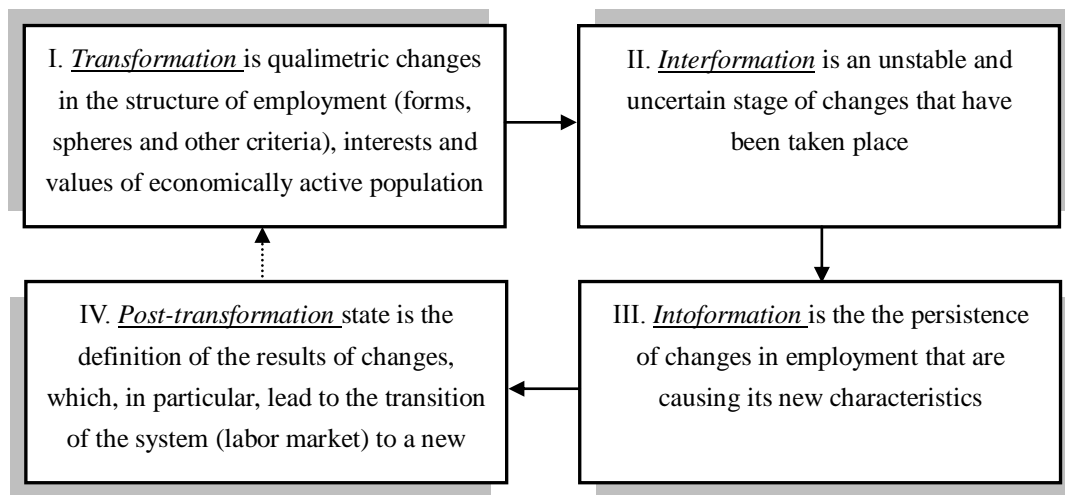 I. Transformation is qualimetric changes
in the structure of employment (forms,
spheres and other criteria), interests and
values of economically active population
II. Interformation is an unstable and
uncertain stage of changes that have
been taken place
III. Intoformation is the the persistence
of changes in employment that are
causing its new characteristics
IV. Post-transformation state is the
definition of the results of changes,
which, in particular, lead to the transition
of the system (labor market) to a new